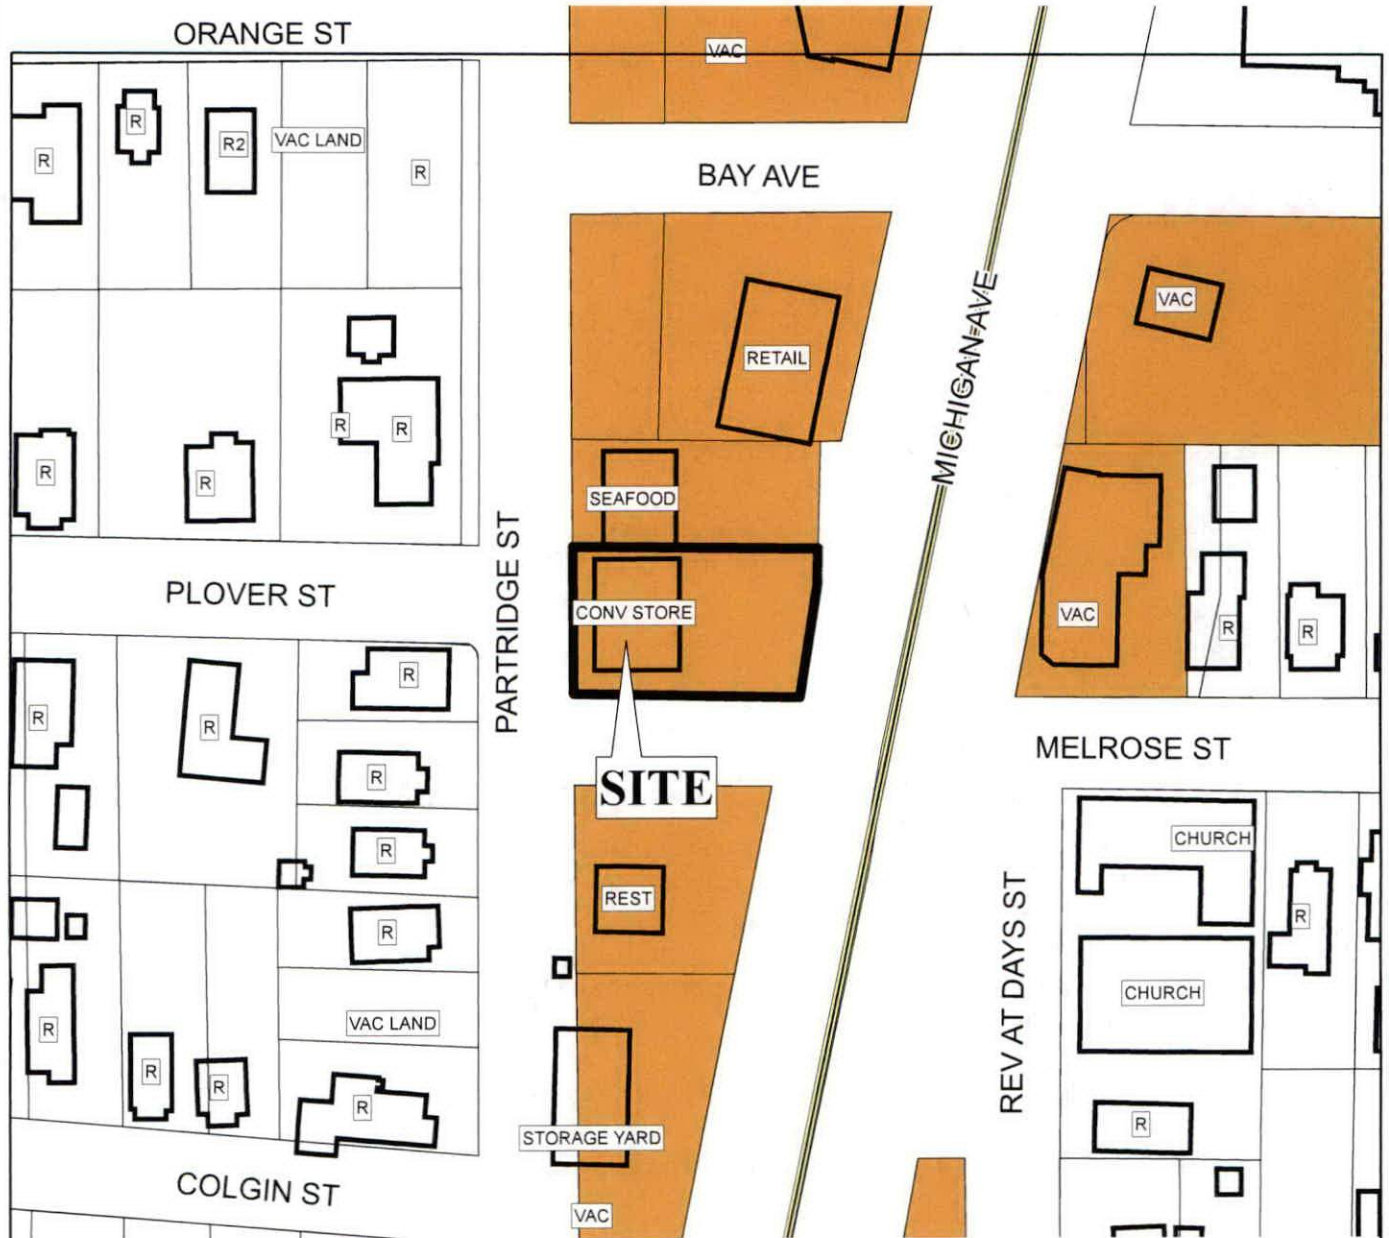 ORANGE ST
VAC
R
R
R2
VAC LAND
R
BAY AVE
VAC
MICHIGAN AVE
RETAIL
R
R
R
R
SEAFOOD
PARTRIDGE ST
PLOVER ST
CONV STORE
VAC
R
R
R
R
R
SITE
MELROSE ST
R
CHURCH
R
REST
R
R
REV AT DAYS ST
CHURCH
R
VAC LAND
R
R
R
STORAGE YARD
R
COLGIN ST
VAC